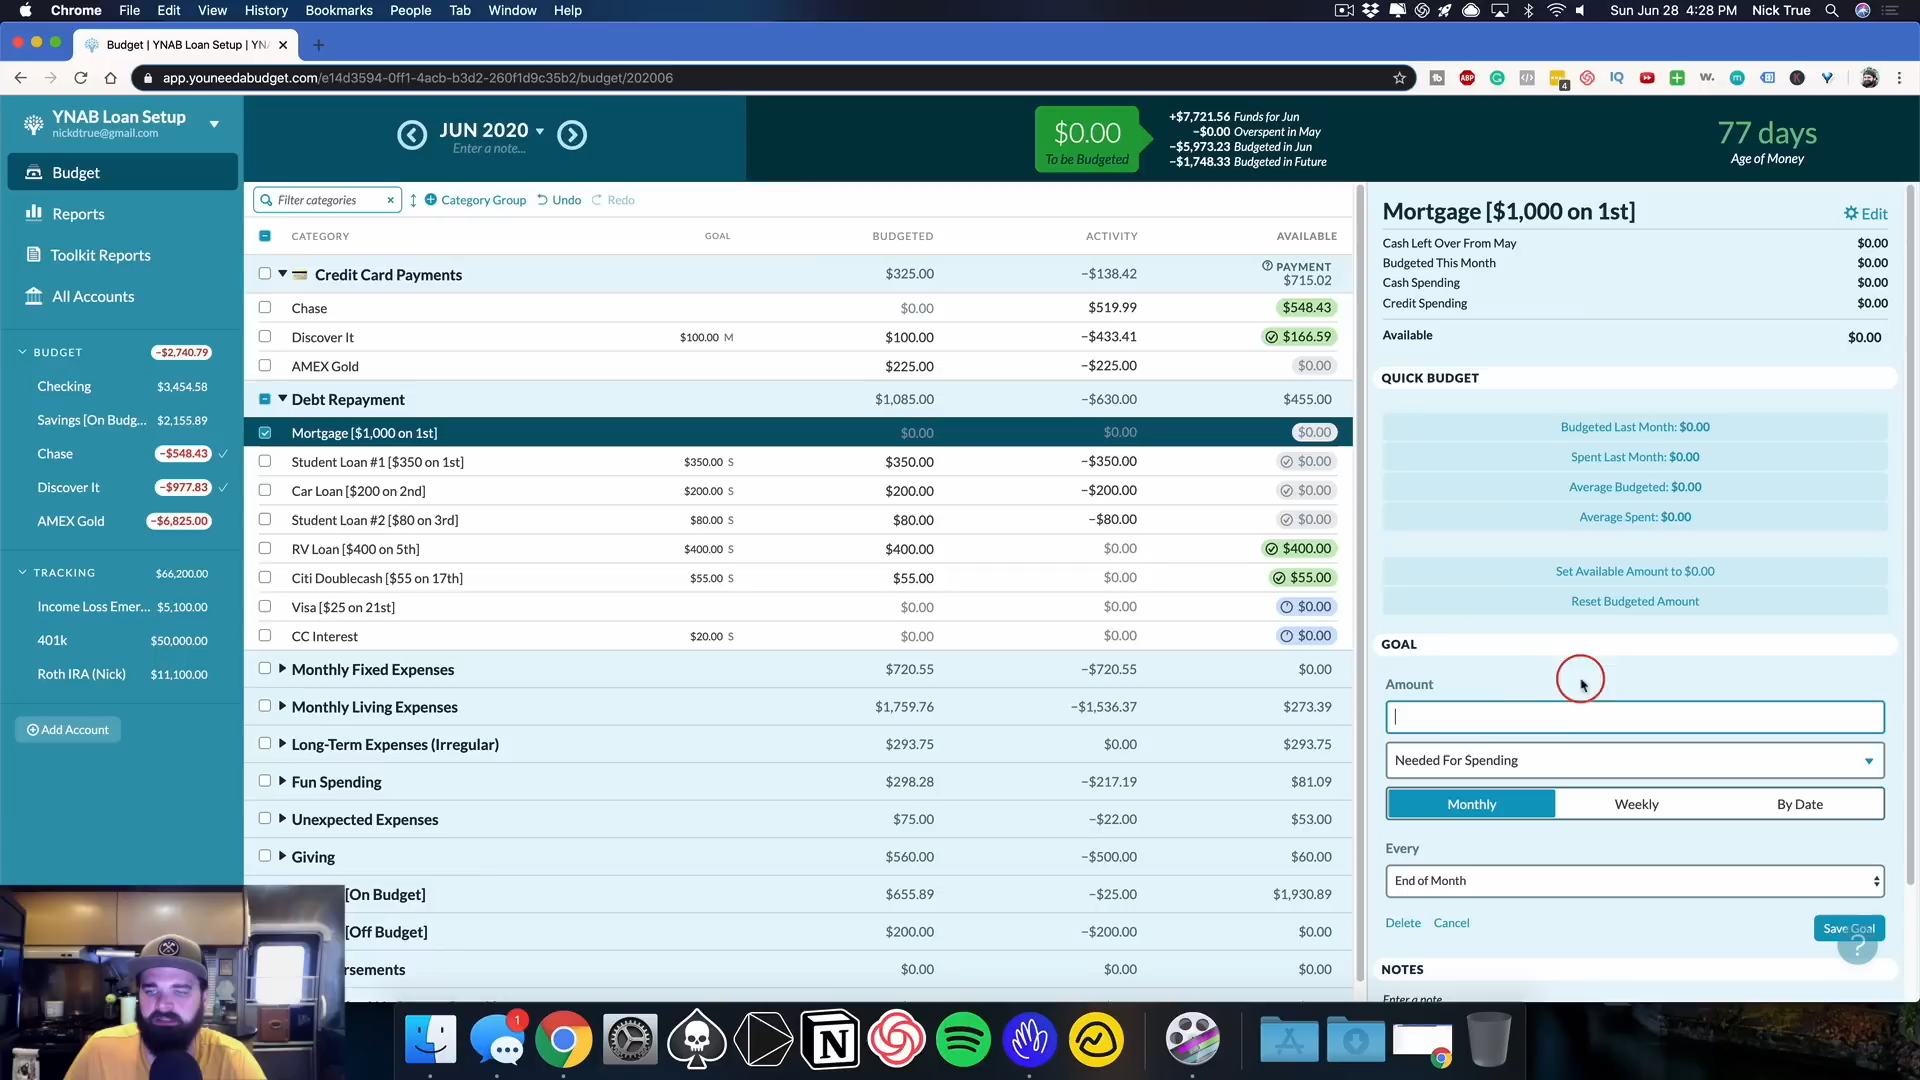 Chrome File Edit View History Bookmarks People Tab Window Help
Sun Jun 28 4:28 PM Nick True
Budget | YNAB Loan Setup | YN
app.youneedabudget.com/e14d3594-0ff1-4acb-b3d2-260f1d9c35b2/budget/202006
ABP IQ w. m K 4
YNAB Loan Setup
nickdtrue@gmail.com
Budget
Reports
Toolkit Reports
All Accounts
BUDGET -$2,740.79
Checking $3,454.58
Savings [On Budg... $2,155.89
Chase -$548.43
Discover It -$977.83
AMEX Gold -$6,825.00
TRACKING $66,200.00
Income Loss Emer... $5,100.00
401k $50,000.00
Roth IRA (Nick) $11,100.00
Add Account
JUN 2020
Enter a note...
$0.00
To be Budgeted
+$7,721.56 Funds for Jun
-$0.00 Overspent in May
-$5,973.23 Budgeted in Jun
-$1,748.33 Budgeted in Future
77 days
Age of Money
Filter categories × Category Group Undo Redo
CATEGORY GOAL BUDGETED ACTIVITY AVAILABLE
Credit Card Payments $325.00 -$138.42 PAYMENT $715.02
Chase $0.00 $519.99 $548.43
Discover It $100.00 M $100.00 -$433.41 $166.59
AMEX Gold $225.00 -$225.00 $0.00
Debt Repayment $1,085.00 -$630.00 $455.00
Mortgage [$1,000 on 1st] $0.00 $0.00 $0.00
Student Loan #1 [$350 on 1st] $350.00 S $350.00 -$350.00 $0.00
Car Loan [$200 on 2nd] $200.00 S $200.00 -$200.00 $0.00
Student Loan #2 [$80 on 3rd] $80.00 S $80.00 -$80.00 $0.00
RV Loan [$400 on 5th] $400.00 S $400.00 $0.00 $400.00
Citi Doublecash [$55 on 17th] $55.00 S $55.00 $0.00 $55.00
Visa [$25 on 21st] $0.00 $0.00 $0.00
CC Interest $20.00 S $0.00 $0.00 $0.00
Monthly Fixed Expenses $720.55 -$720.55 $0.00
Monthly Living Expenses $1,759.76 -$1,536.37 $273.39
Long-Term Expenses (Irregular) $293.75 $0.00 $293.75
Fun Spending $298.28 -$217.19 $81.09
Unexpected Expenses $75.00 -$22.00 $53.00
Giving $560.00 -$500.00 $60.00
[On Budget] $655.89 -$25.00 $1,930.89
[Off Budget] $200.00 -$200.00 $0.00
rsements $0.00 $0.00 $0.00
Mortgage [$1,000 on 1st] Edit
Cash Left Over From May $0.00
Budgeted This Month $0.00
Cash Spending $0.00
Credit Spending $0.00
Available $0.00
QUICK BUDGET
Budgeted Last Month: $0.00
Spent Last Month: $0.00
Average Budgeted: $0.00
Average Spent: $0.00
Set Available Amount to $0.00
Reset Budgeted Amount
GOAL
Amount
Needed For Spending
Monthly Weekly By Date
Every
End of Month
Delete Cancel Save Goal
?
NOTES
Enter a note
1
N